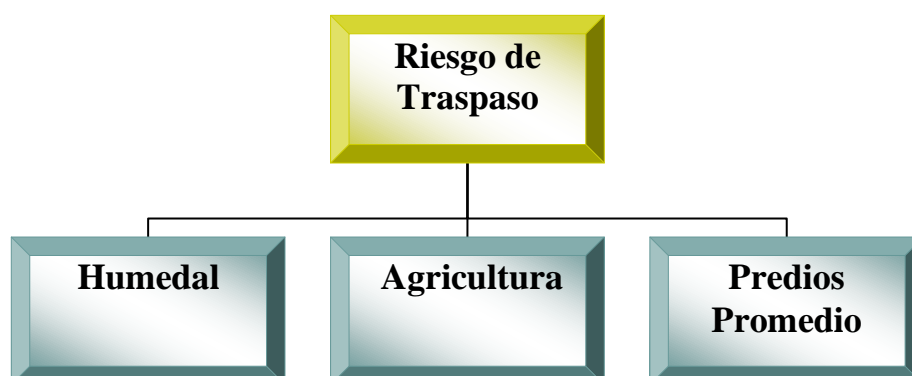 Riesgo de
Traspaso
Humedal
Agricultura
Predios
Promedio